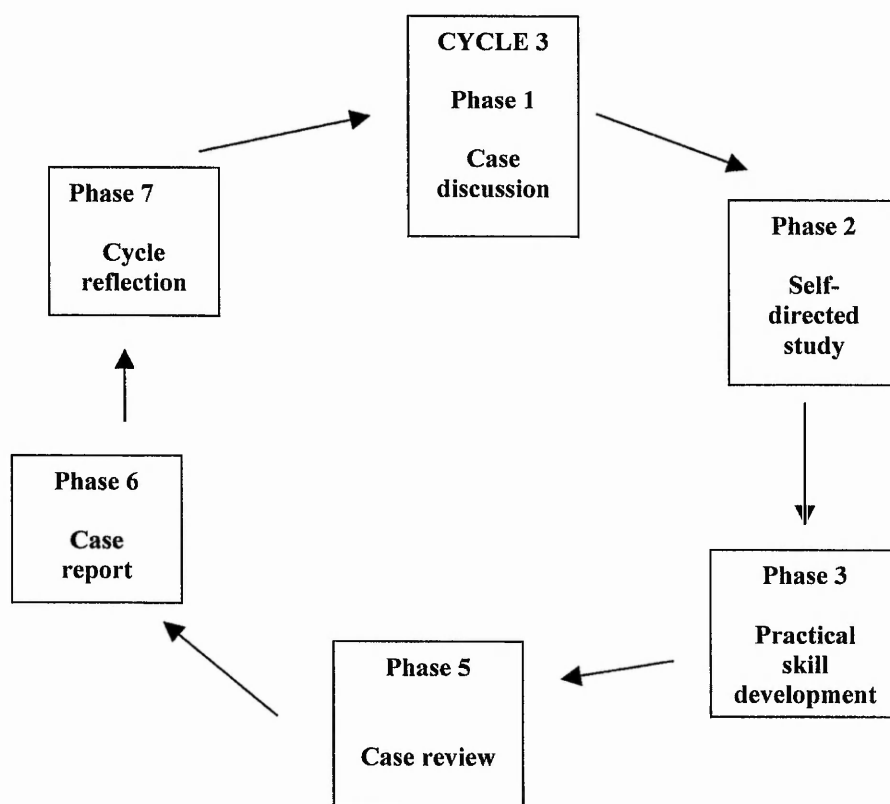 CYCLE 3
Phase 1
Case
discussion
Phase 2
Self-
directed
study
Phase 3
Practical
skill
development
Phase 5
Case review
Phase 6
Case
report
Phase 7
Cycle
reflection